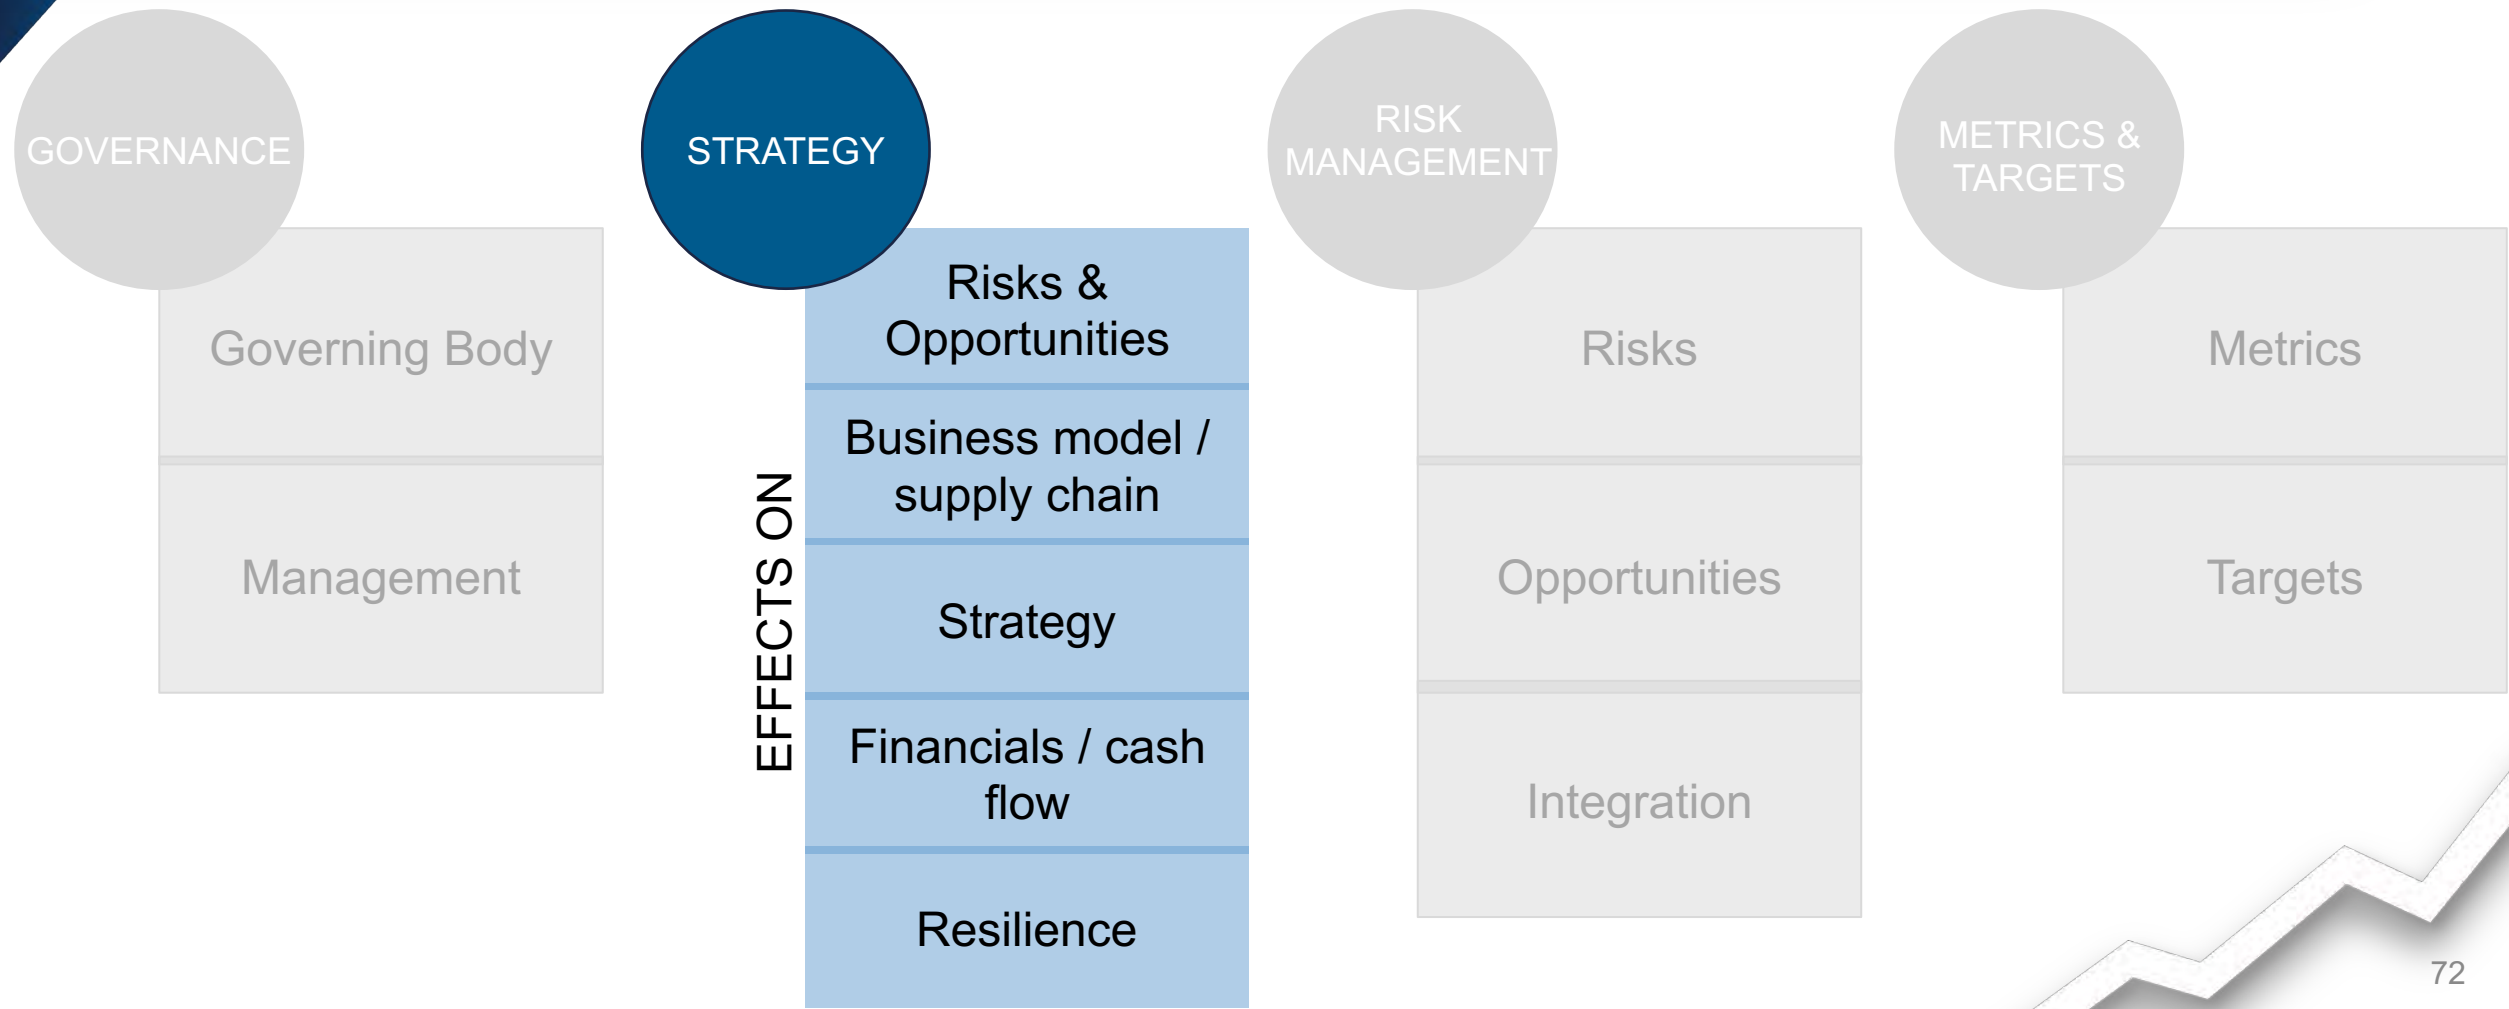 GOVERNANCE
Governing Body
Management
STRATEGY
EFFECTS ON
Risks &
Opportunities
Business model /
supply chain
Strategy
Financials / cash
flow
Resilience
RISK
MANAGEMENT
Risks
Opportunities
Integration
METRICS &
TARGETS
Metrics
Targets
72